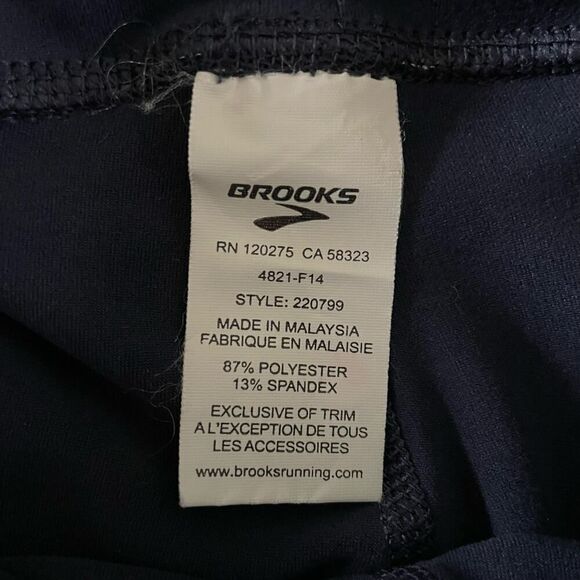 BROOKS
RN 120275 CA 58323
4821-F14
STYLE: 220799
MADE IN MALAYSIA
FABRIQUE EN MALAISIE
87% POLYESTER
13% SPANDEX
EXCLUSIVE OF TRIM
A L'EXCEPTION DE TOUS
LES ACCESSOIRES
www.brooksrunning.com